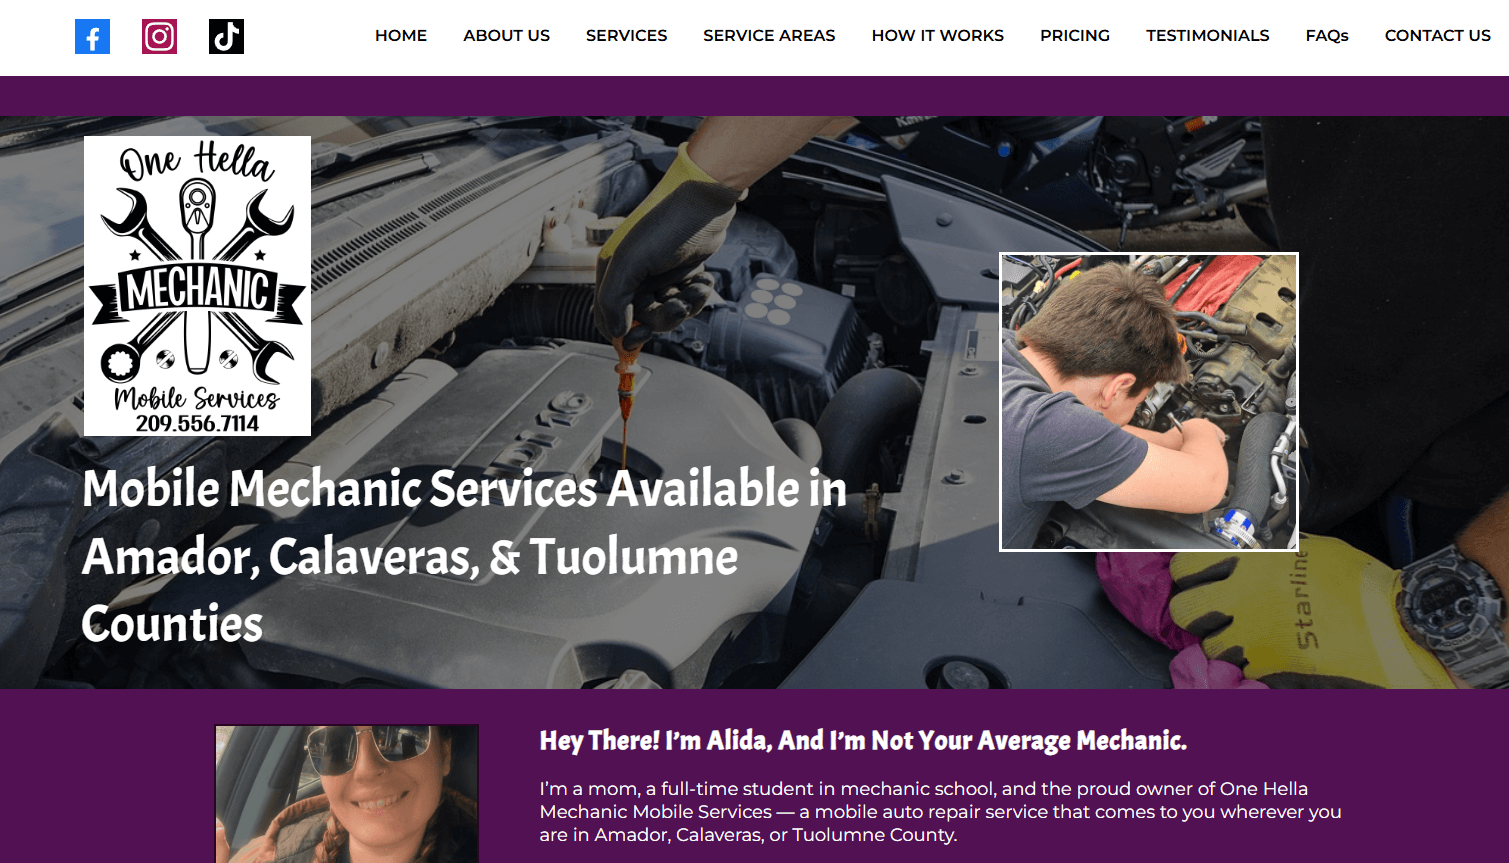 HOME ABOUT US SERVICES SERVICE AREAS HOW IT WORKS PRICING TESTIMONIALS FAQs CONTACT US
One Hella
MECHANIC
Mobile Services
209.556.7114
Mobile Mechanic Services Available in
Amador, Calaveras, & Tuolumne
Counties
Starline
Hey There! I’m Alida, And I’m Not Your Average Mechanic.
I’m a mom, a full-time student in mechanic school, and the proud owner of One Hella
Mechanic Mobile Services — a mobile auto repair service that comes to you wherever you
are in Amador, Calaveras, or Tuolumne County.